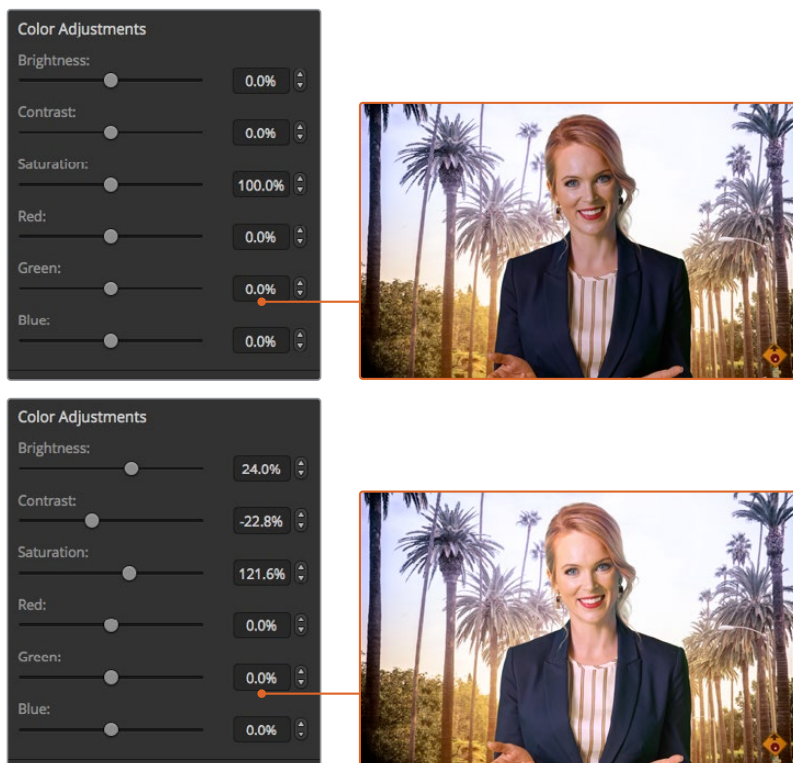 Color Adjustments
Brightness:
0.0%
Contrast:
0.0%
Saturation:
100.0%
Red:
0.0%
Green:
0.0%
Blue:
0.0%
Color Adjustments
Brightness:
24.0%
Contrast:
-22.8%
Saturation:
121.6%
Red:
0.0%
Green:
0.0%
Blue:
0.0%